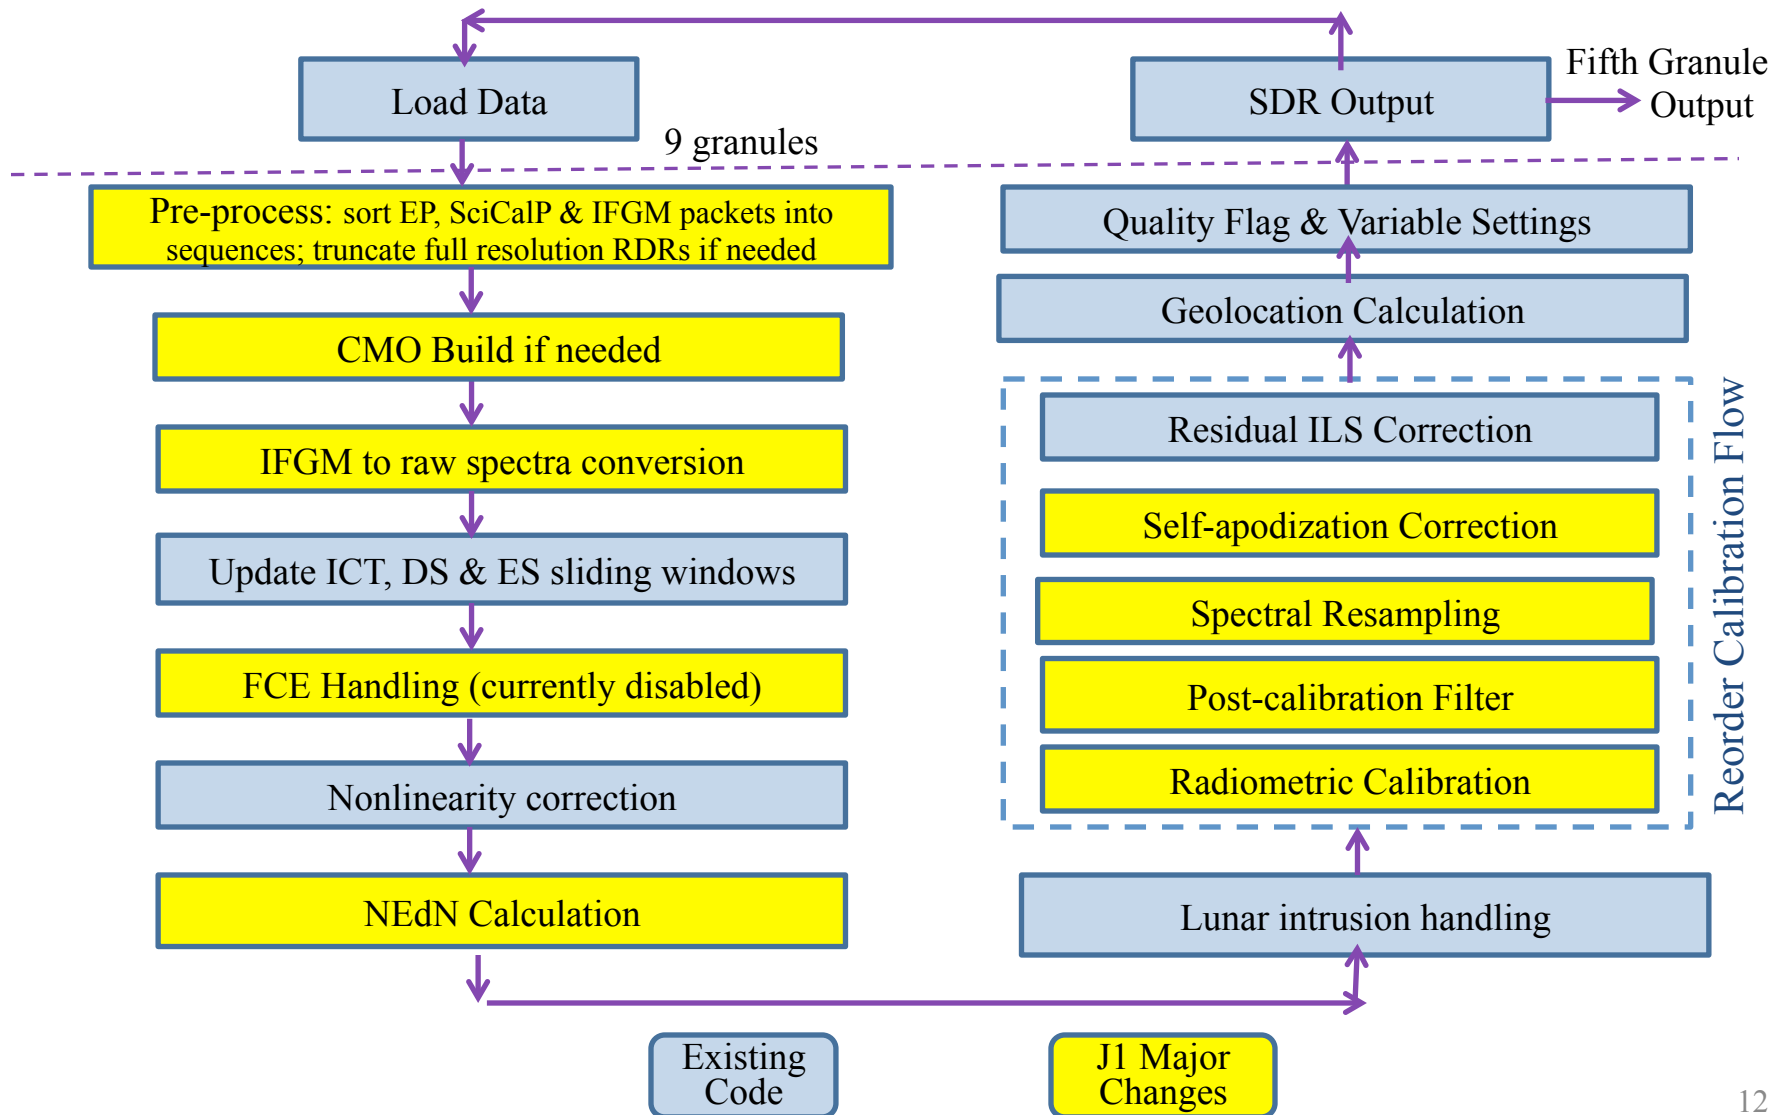 Load Data
SDR Output
Fifth Granule
Output
9 granules
Pre-process: sort EP, SciCalP & IFGM packets into
sequences; truncate full resolution RDRs if needed
CMO Build if needed
IFGM to raw spectra conversion
Update ICT, DS & ES sliding windows
FCE Handling (currently disabled)
Nonlinearity correction
NEdN Calculation
Quality Flag & Variable Settings
Geolocation Calculation
Residual ILS Correction
Self-apodization Correction
Spectral Resampling
Post-calibration Filter
Radiometric Calibration
Reorder Calibration Flow
Lunar intrusion handling
Existing
Code
J1 Major
Changes
12